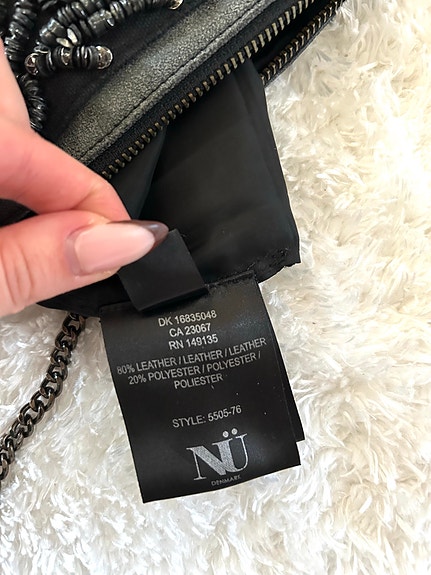 DK 16835048
CA 23067
RN 149135
80% LEATHER / LEATHER / LEATHER
20% POLYESTER / POLYESTER /
POLIESTER
STYLE: 5505-76
NÜ
DENMARK